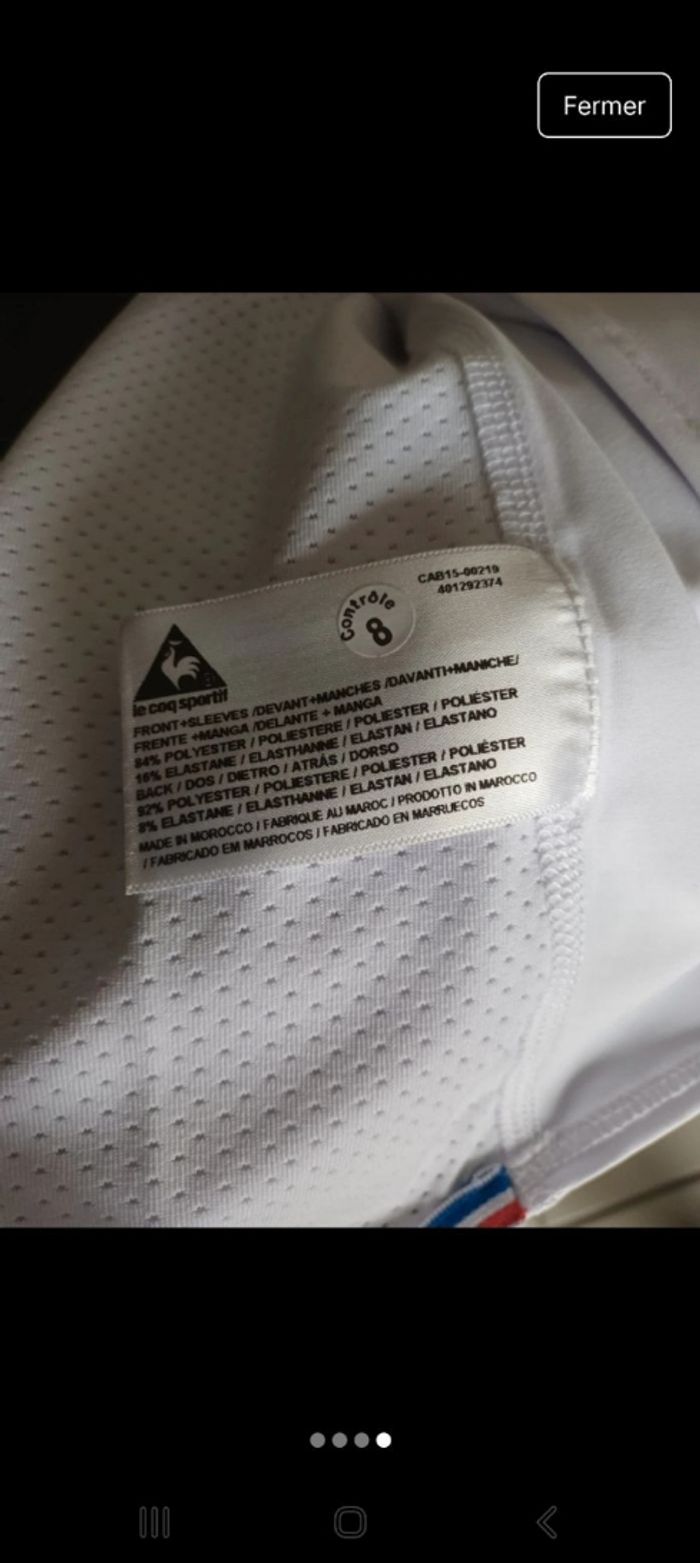 Fermer
CAB15-00219
401292374
Contrôle
8
le coq sportif
FRONT+SLEEVES /DEVANT+MANCHES /DAVANTI+MANICHE/
FRENTE +MANGA /DELANTE + MANGA
84% POLYESTER / POLIESTERE / POLIESTER / POLIÉSTER
16% ELASTANE / ELASTHANNE / ELASTAN / ELASTANO
BACK / DOS / DIETRO / ATRÁS / DORSO
92% POLYESTER / POLIESTERE / POLIESTER / POLIÉSTER
8% ELASTANE / ELASTHANNE / ELASTAN / ELASTANO
MADE IN MOROCCO / FABRIQUE AU MAROC / PRODOTTO IN MAROCCO
/ FABRICADO EM MARROCOS / FABRICADO EN MARRUECOS